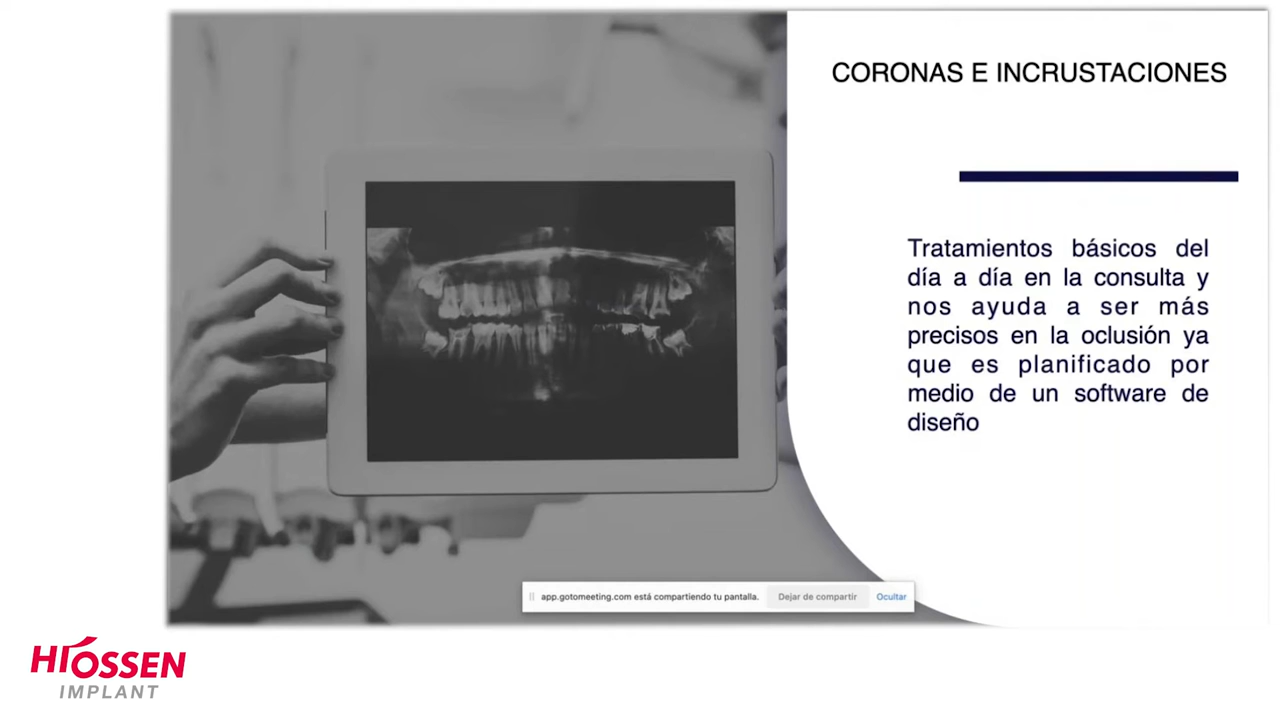 CORONAS E INCRUSTACIONES
Tratamientos básicos del
día a día en la consulta y
nos ayuda a ser más
precisos en la oclusión ya
que es planificado por
medio de un software de
diseño
app.gotomeeting.com está compartiendo tu pantalla. Dejar de compartir Ocultar
HIOSSEN
IMPLANT